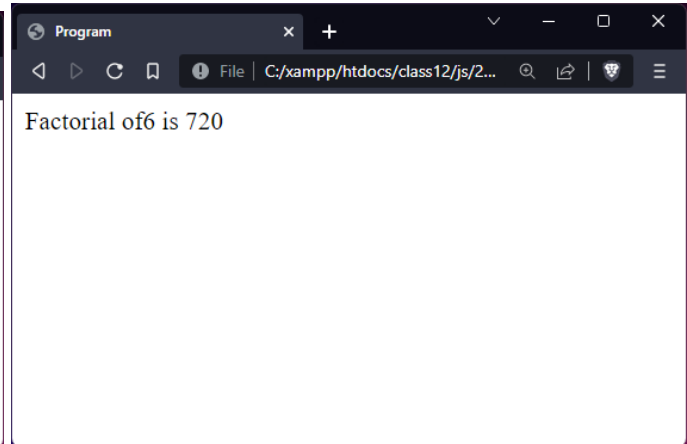 Program
File C:/xampp/htdocs/class12/js/2...
Factorial of6 is 720